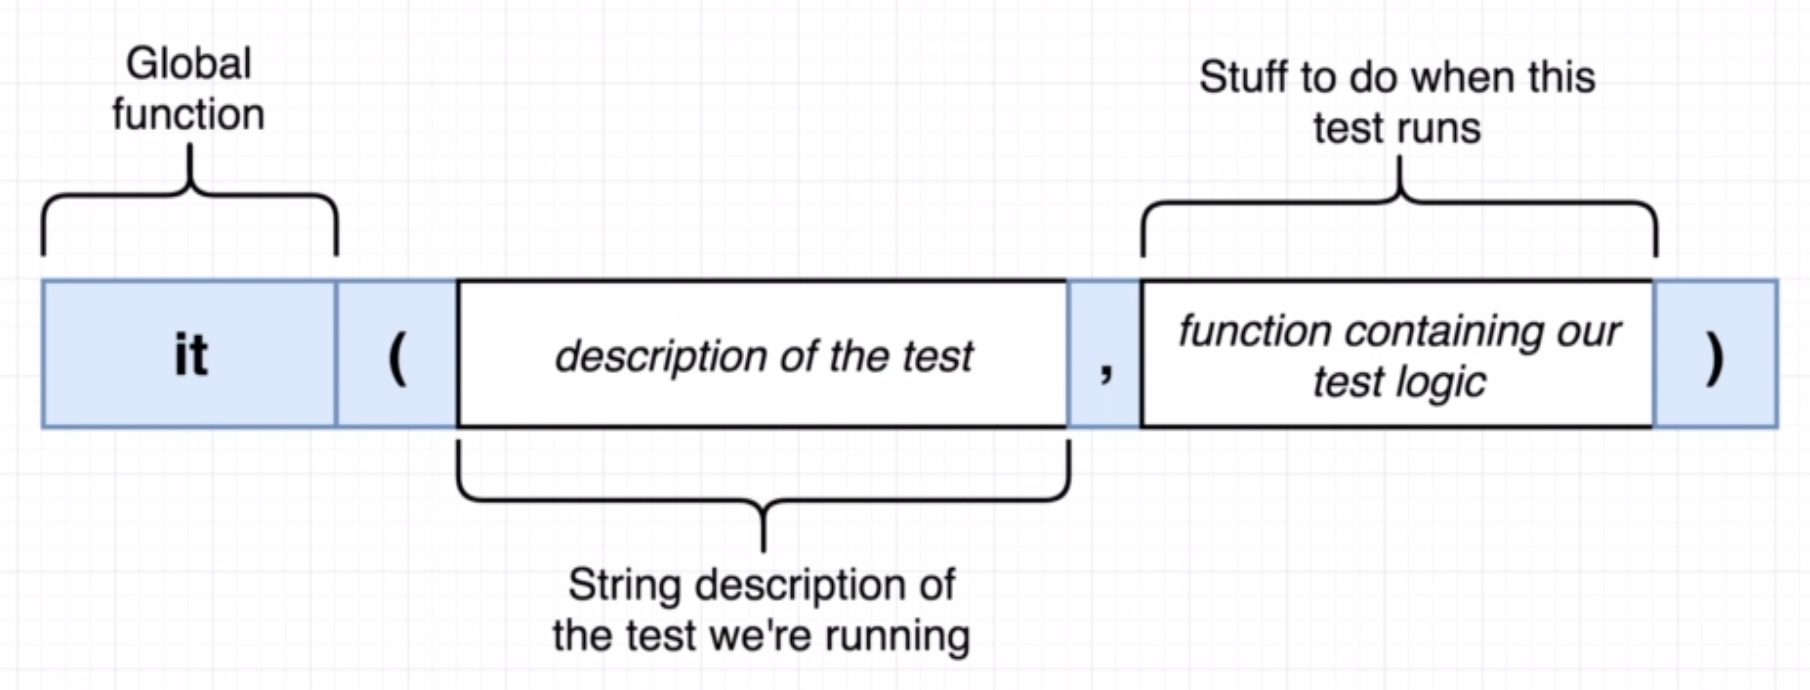 Global
function
Stuff to do when this
test runs
it ( description of the test , function containing our
test logic )
String description of
the test we're running